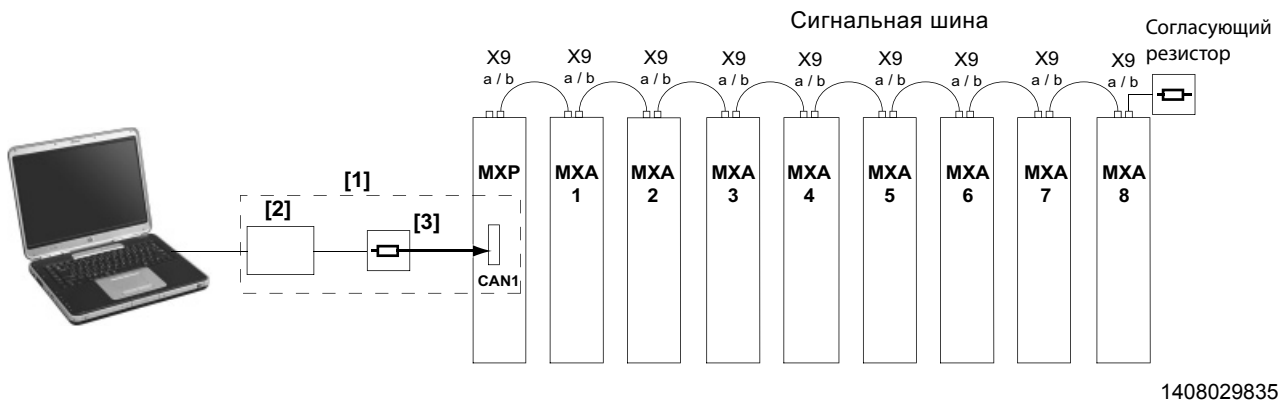 Сигнальная шина
Согласующий
резистор
X9 X9 X9 X9 X9 X9 X9 X9 X9
a / b a / b a / b a / b a / b a / b a / b a / b a / b
MXP MXA MXA MXA MXA MXA MXA MXA MXA
1 2 3 4 5 6 7 8
[1]
[2] [3]
CAN1
1408029835